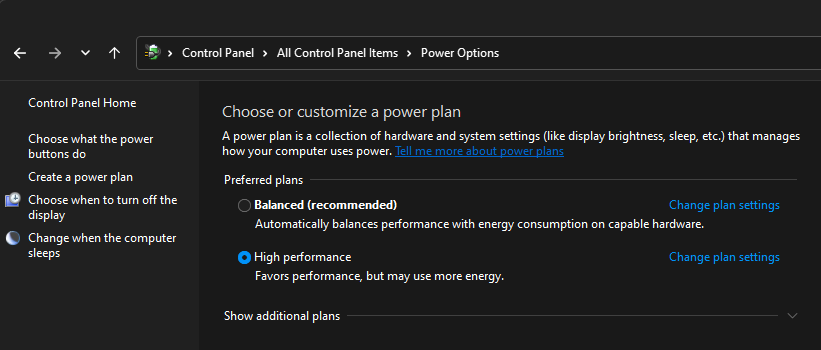 Control Panel > All Control Panel Items > Power Options
Control Panel Home
Choose what the power
buttons do
Create a power plan
Choose when to turn off the
display
Change when the computer
sleeps
Choose or customize a power plan
A power plan is a collection of hardware and system settings (like display brightness, sleep, etc.) that manages
how your computer uses power. Tell me more about power plans
Preferred plans
Balanced (recommended) Change plan settings
Automatically balances performance with energy consumption on capable hardware.
High performance Change plan settings
Favors performance, but may use more energy.
Show additional plans